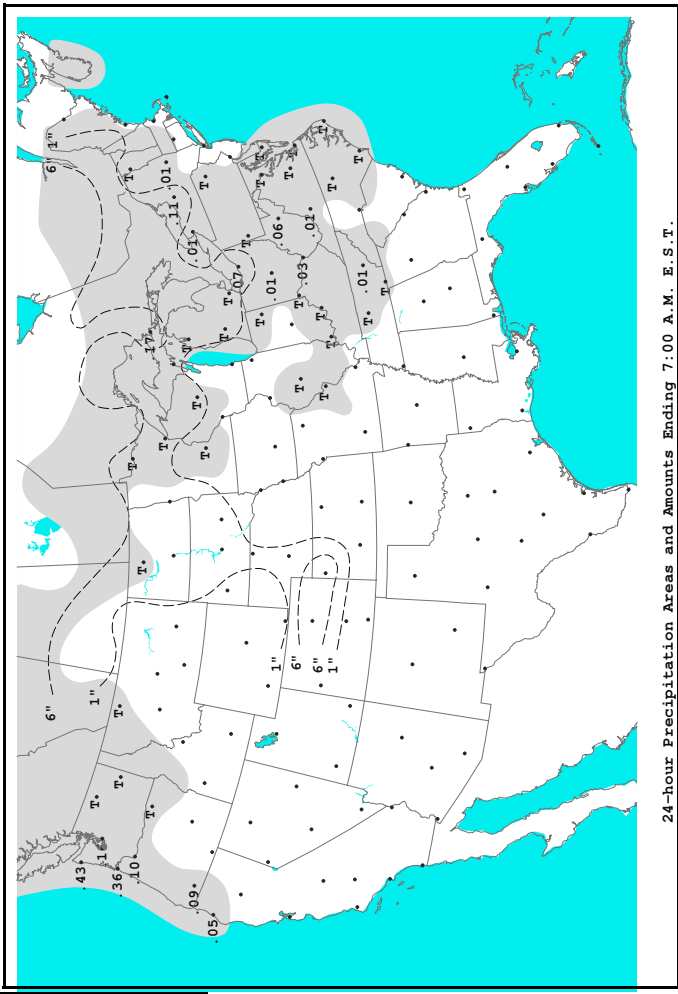 6"
6"
1"
.43
T
1"
.36
T
T
T
T
.10
T
T
.17
T
.01
.11
T
.09
.01
T
T
T
.05
T
T
.07
T
T
T
T
.01
1"
.06
T
6"
T
T
.03
.01
6"
T
T
T
1"
T
T
T
.01
T
T
24-hour Precipitation Areas and Amounts Ending 7:00 A.M. E.S.T.